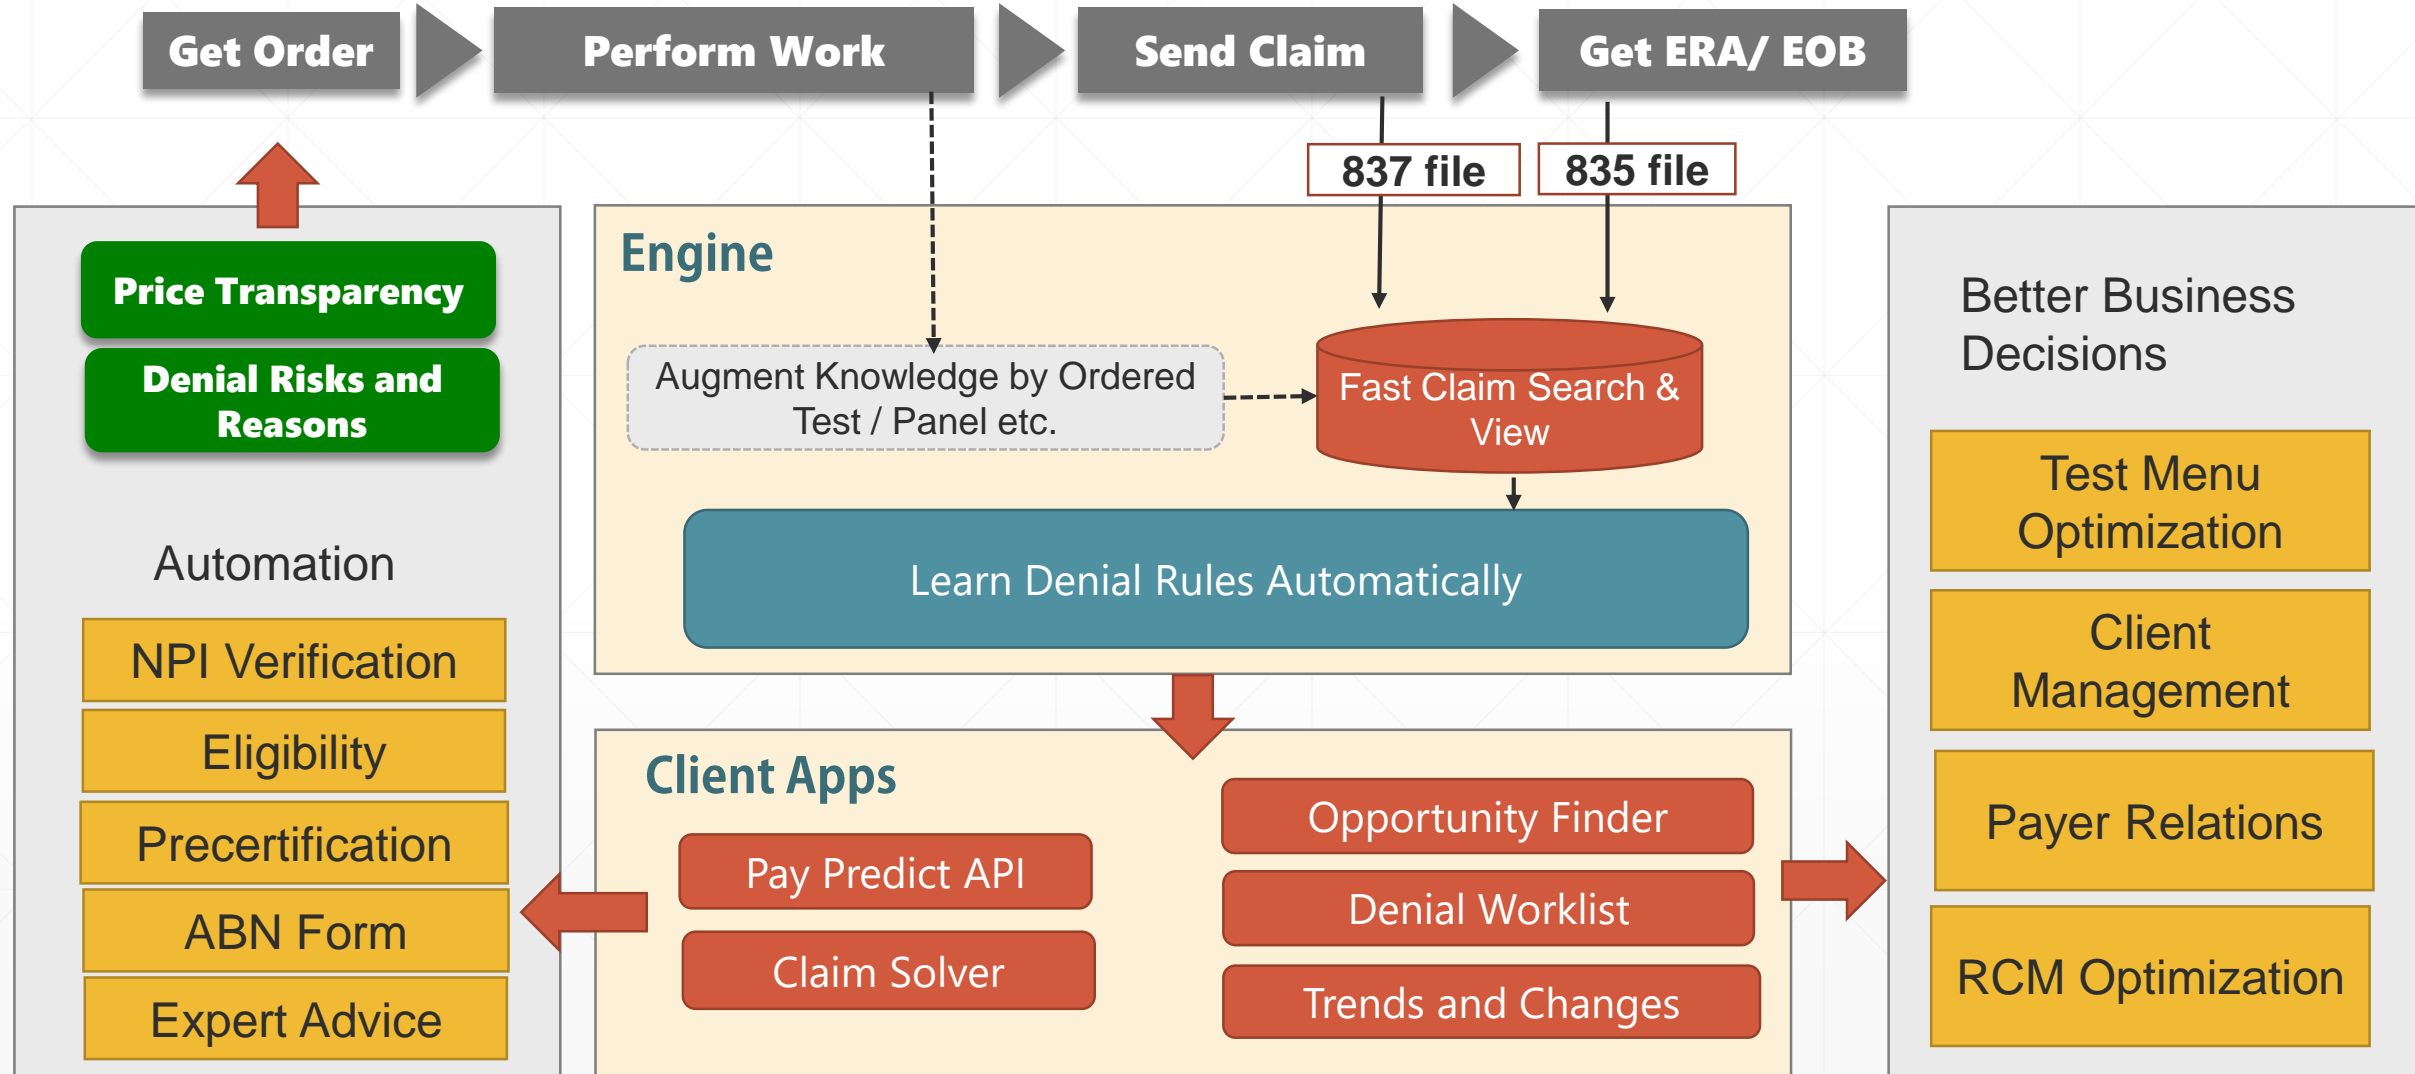 Get Order
Perform Work
Send Claim
Get ERA/ EOB
837 file
835 file
Price Transparency
Denial Risks and
Reasons
Automation
NPI Verification
Eligibility
Precertification
ABN Form
Expert Advice
Engine
Augment Knowledge by Ordered
Test / Panel etc.
Fast Claim Search &
View
Learn Denial Rules Automatically
Client Apps
Pay Predict API
Claim Solver
Opportunity Finder
Denial Worklist
Trends and Changes
Better Business
Decisions
Test Menu
Optimization
Client
Management
Payer Relations
RCM Optimization